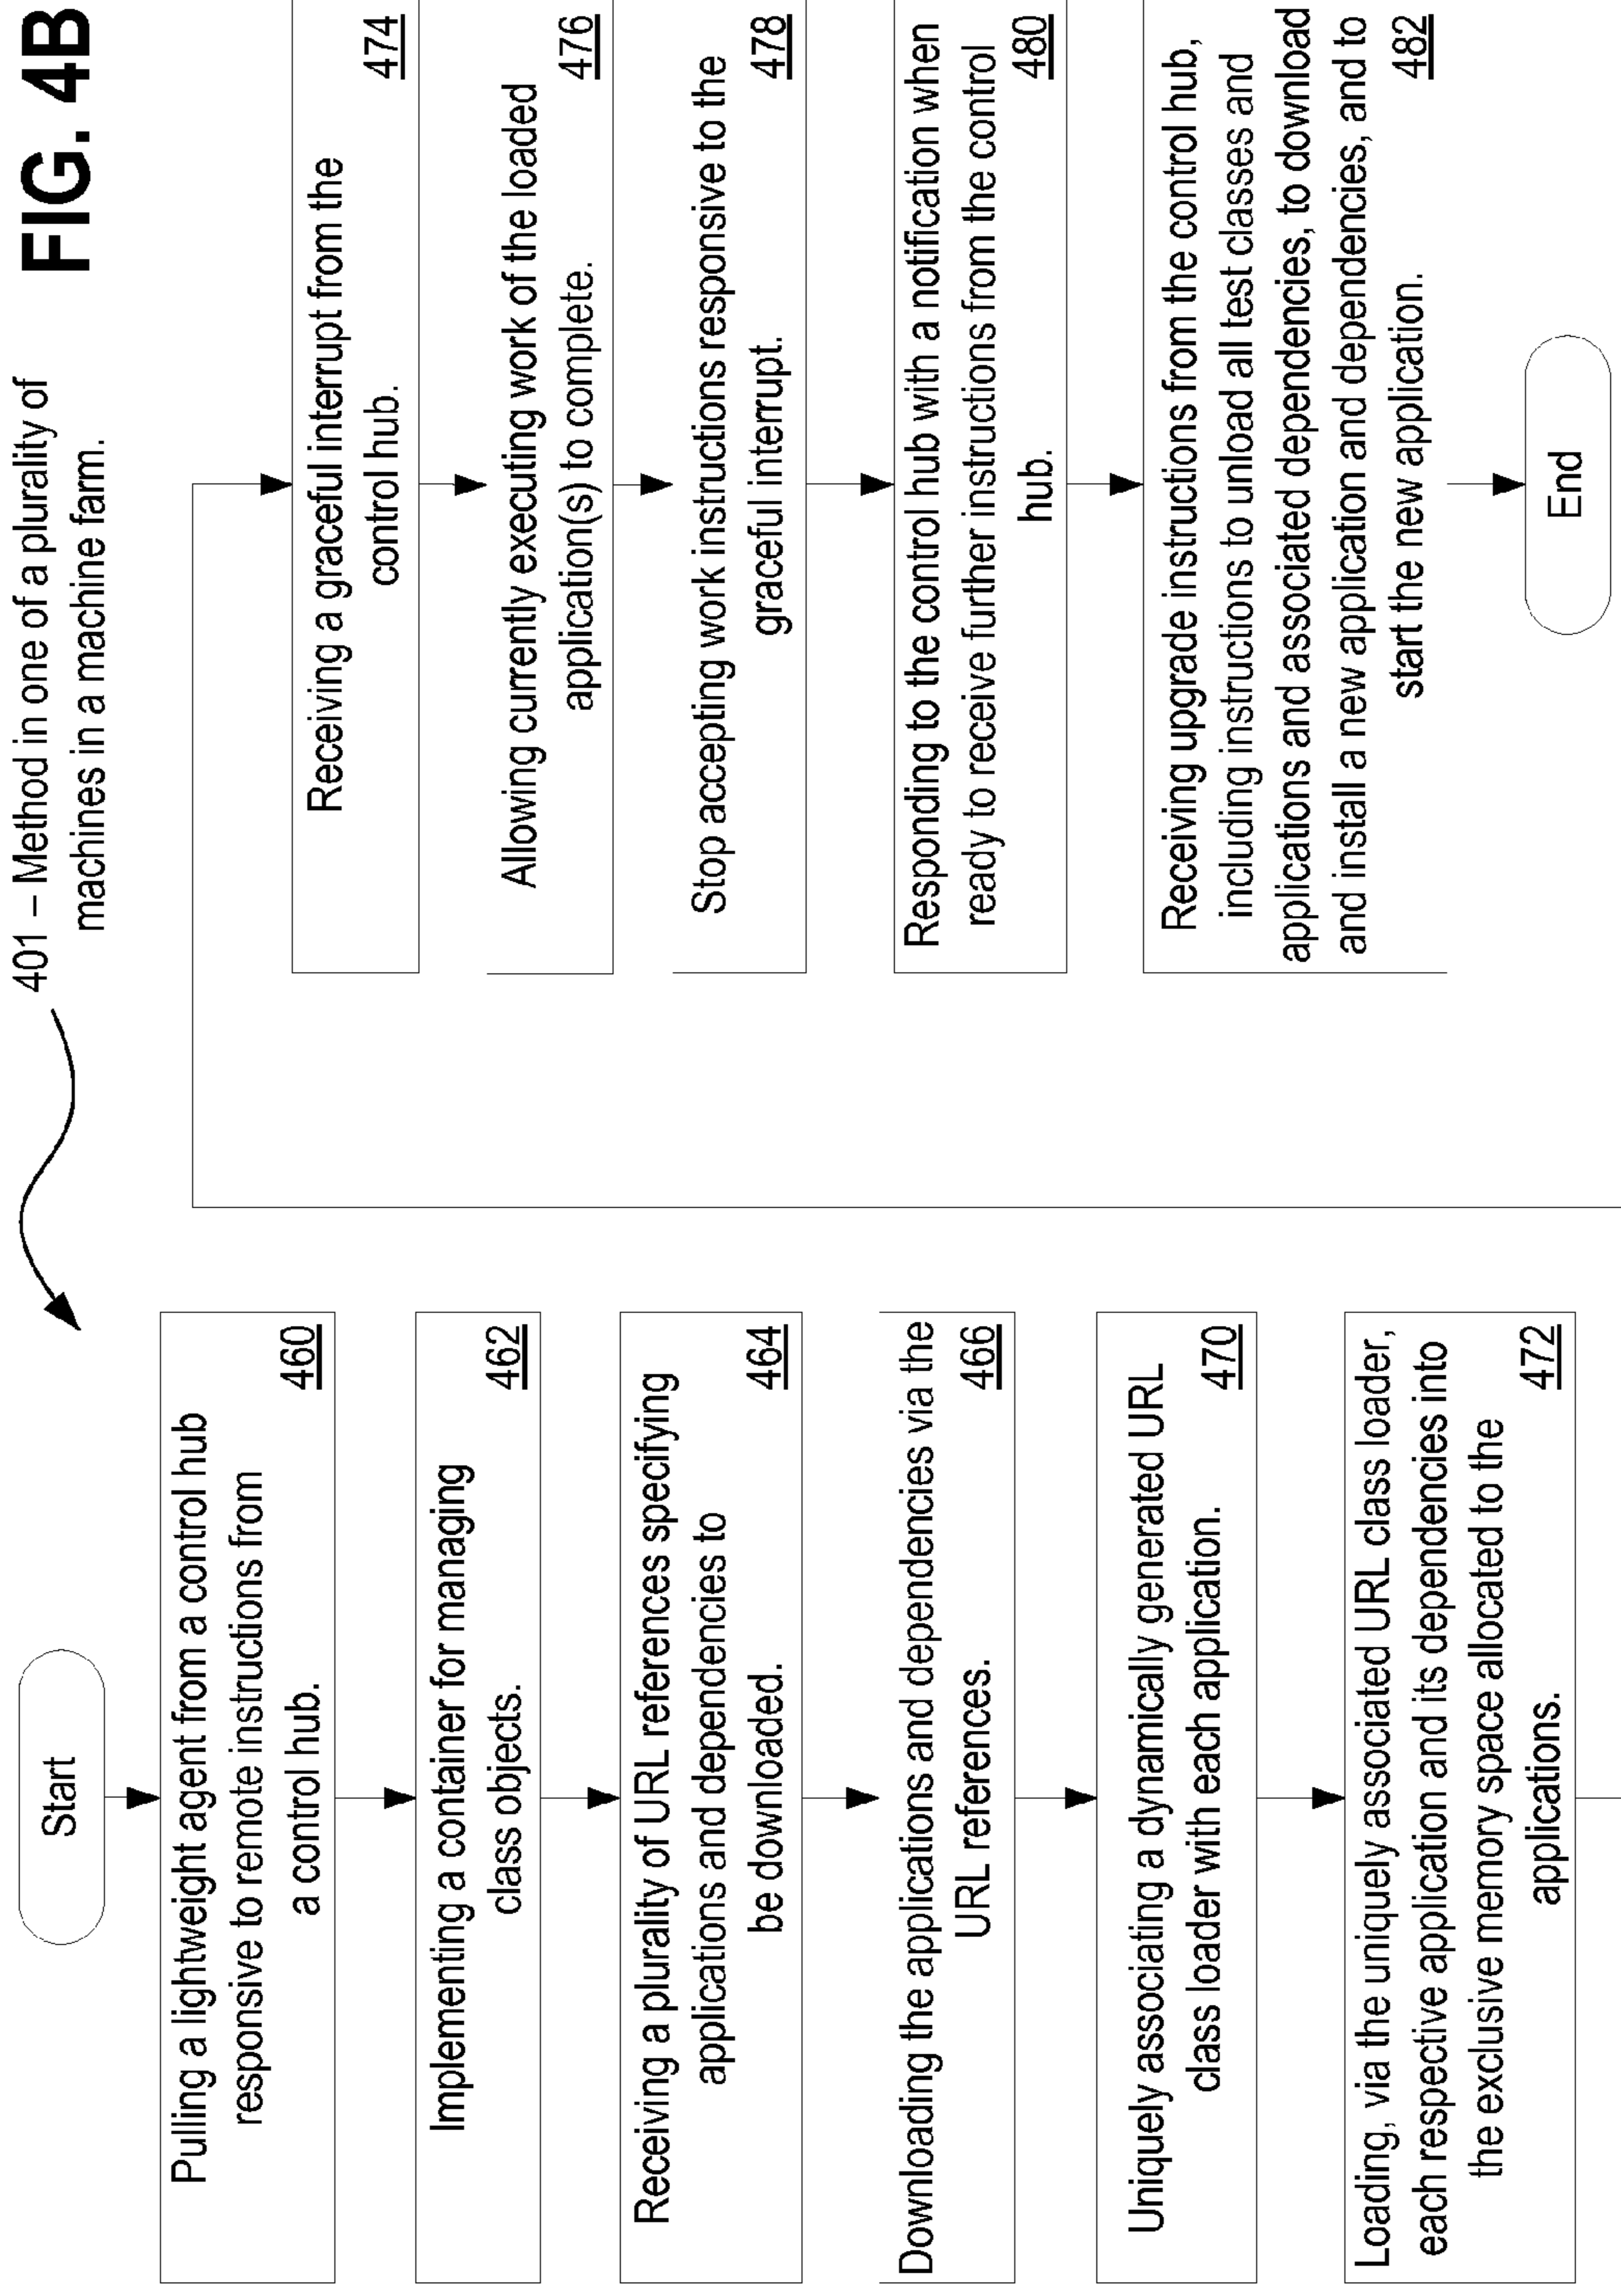 FIG. 4B
401 – Method in one of a plurality of
machines in a machine farm.
Start
Pulling a lightweight agent from a control hub
responsive to remote instructions from
a control hub.
460
Implementing a container for managing
class objects.
462
Receiving a plurality of URL references specifying
applications and dependencies to
be downloaded.
464
Downloading the applications and dependencies via the
URL references.
466
Uniquely associating a dynamically generated URL
class loader with each application.
470
Loading, via the uniquely associated URL class loader,
each respective application and its dependencies into
the exclusive memory space allocated to the
applications.
472
Receiving a graceful interrupt from the
control hub.
474
Allowing currently executing work of the loaded
application(s) to complete.
476
Stop accepting work instructions responsive to the
graceful interrupt.
478
Responding to the control hub with a notification when
ready to receive further instructions from the control
hub.
480
Receiving upgrade instructions from the control hub,
including instructions to unload all test classes and
applications and associated dependencies, to download
and install a new application and dependencies, and to
start the new application.
482
End